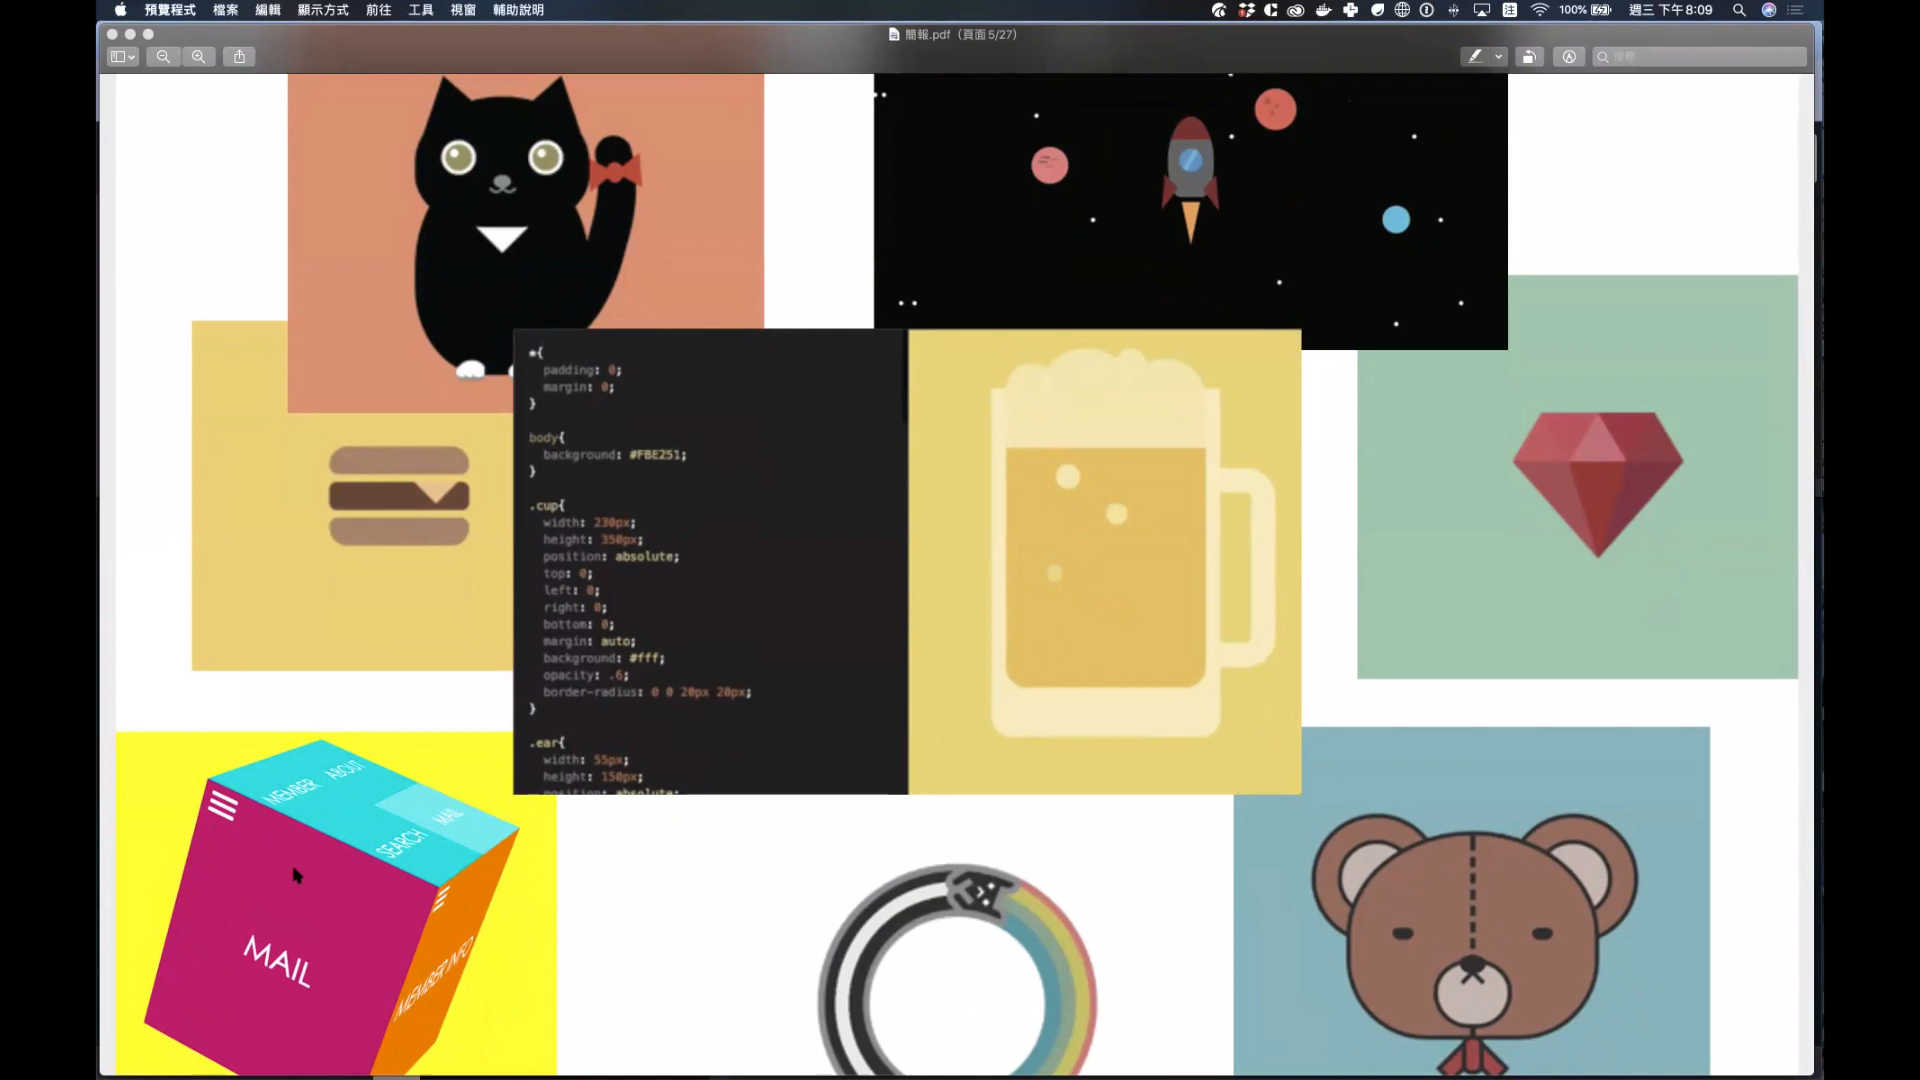 預覽程式 檔案 編輯 顯示方式 前往 工具 視窗 輔助說明 100% 週三 下午8:09
簡報.pdf（頁面 5/27）
搜尋
*{
padding: 0;
margin: 0;
}
body{
background: #FBE251;
}
.cup{
width: 230px;
height: 350px;
position: absolute;
top: 0;
left: 0;
right: 0;
bottom: 0;
margin: auto;
background: #fff;
opacity: .6;
border-radius: 0 0 20px 20px;
}
.ear{
width: 55px;
height: 150px;
position: absolute;
MEMBER ABOUT
SEARCH MAIL
MAIL
MEMBER INFO